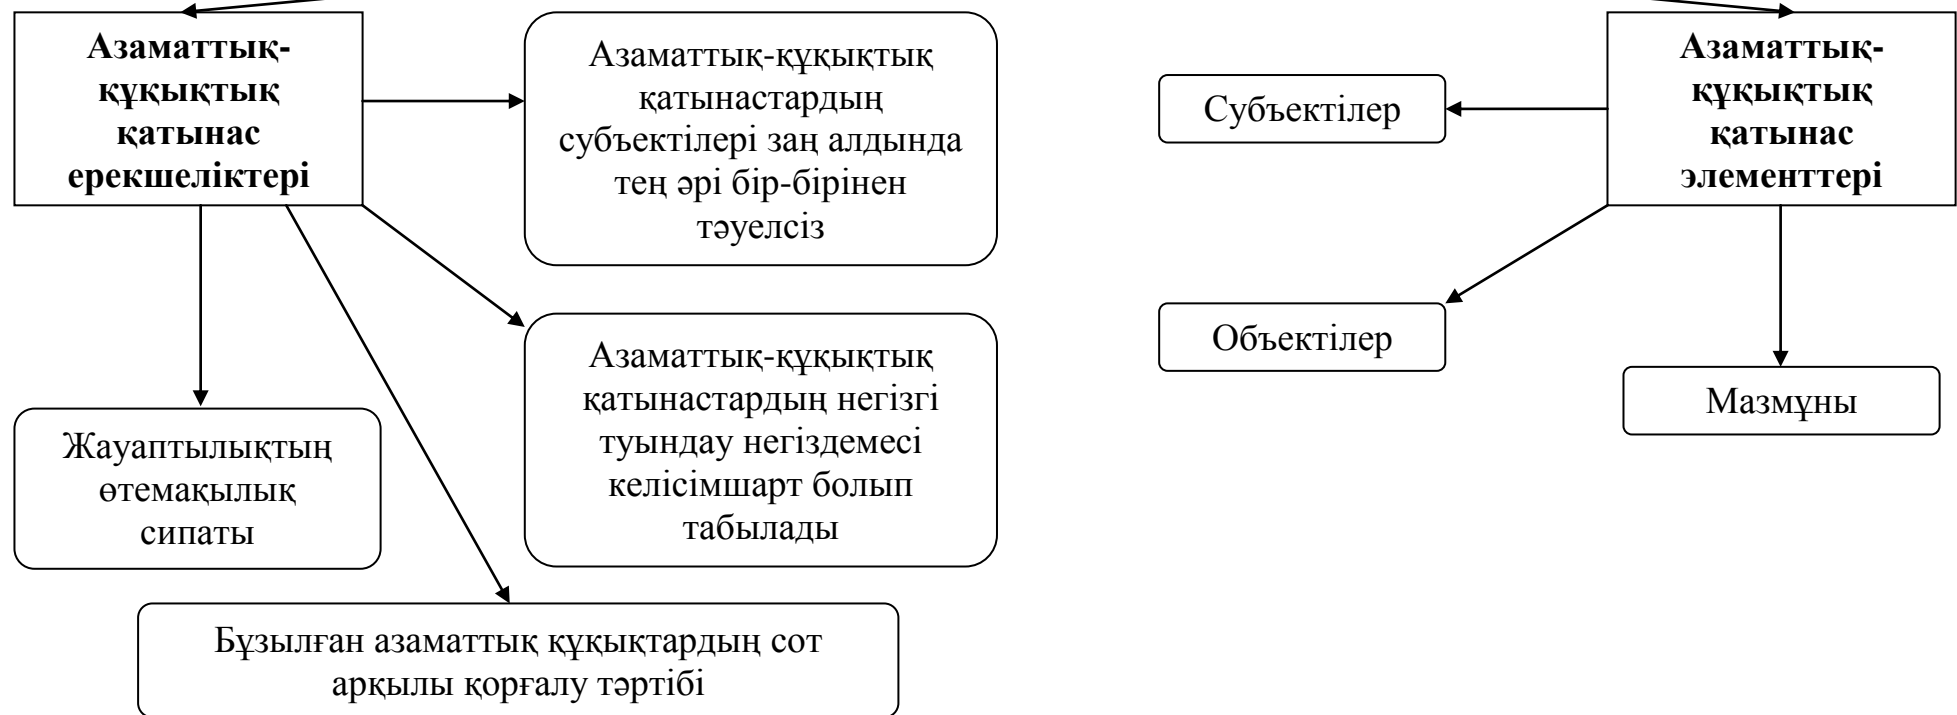 Азаматтық-
құқықтық
қатынас
ерекшеліктері
Азаматтық-құқықтық
қатынастардың
субъектілері заң алдында
тең әрі бір-бірінен
тәуелсіз
Субъектілер
Азаматтық-
құқықтық
қатынас
элементтері
Азаматтық-құқықтық
қатынастардың негізгі
туындау негіздемесі
келісімшарт болып
табылады
Объектілер
Мазмұны
Жауаптылықтың
өтемақылық
сипаты
Бұзылған азаматтық құқықтардың сот
арқылы қорғалу тәртібі